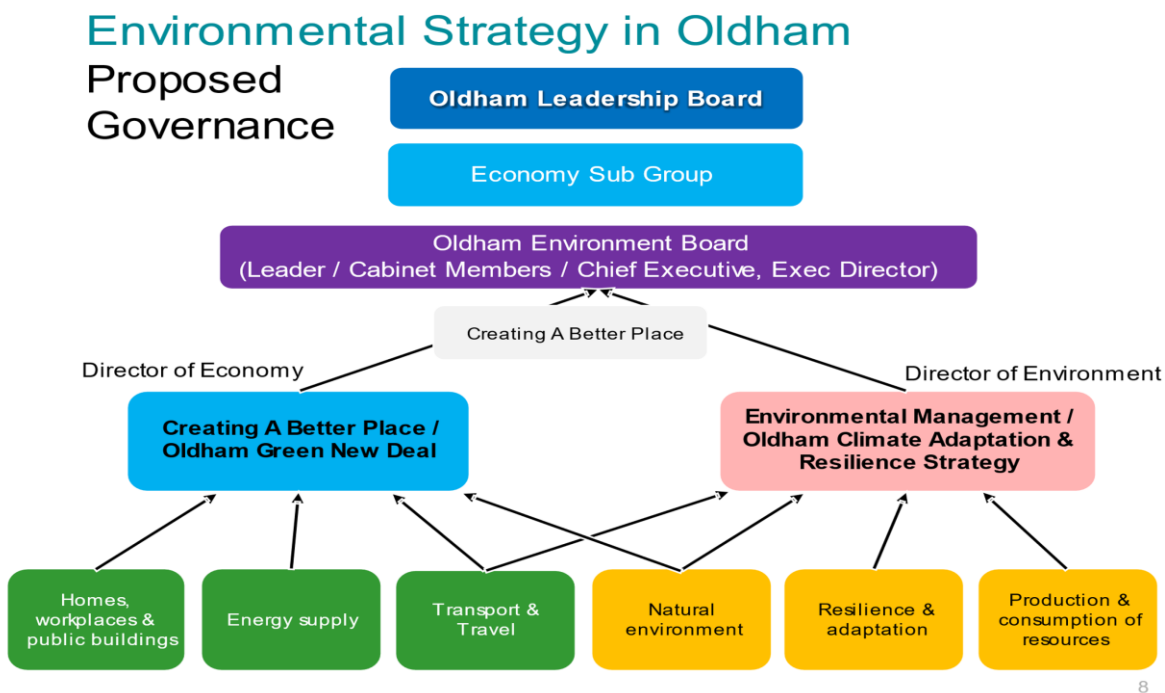 Environmental Strategy in Oldham
Proposed
Governance
Oldham Leadership Board
Economy Sub Group
Oldham Environment Board
(Leader / Cabinet Members / Chief Executive, Exec Director)
Creating A Better Place
Director of Economy
Director of Environment
Creating A Better Place /
Oldham Green New Deal
Environmental Management /
Oldham Climate Adaptation &
Resilience Strategy
Homes,
workplaces &
public buildings
Energy supply
Transport &
Travel
Natural
environment
Resilience &
adaptation
Production &
consumption of
resources
8